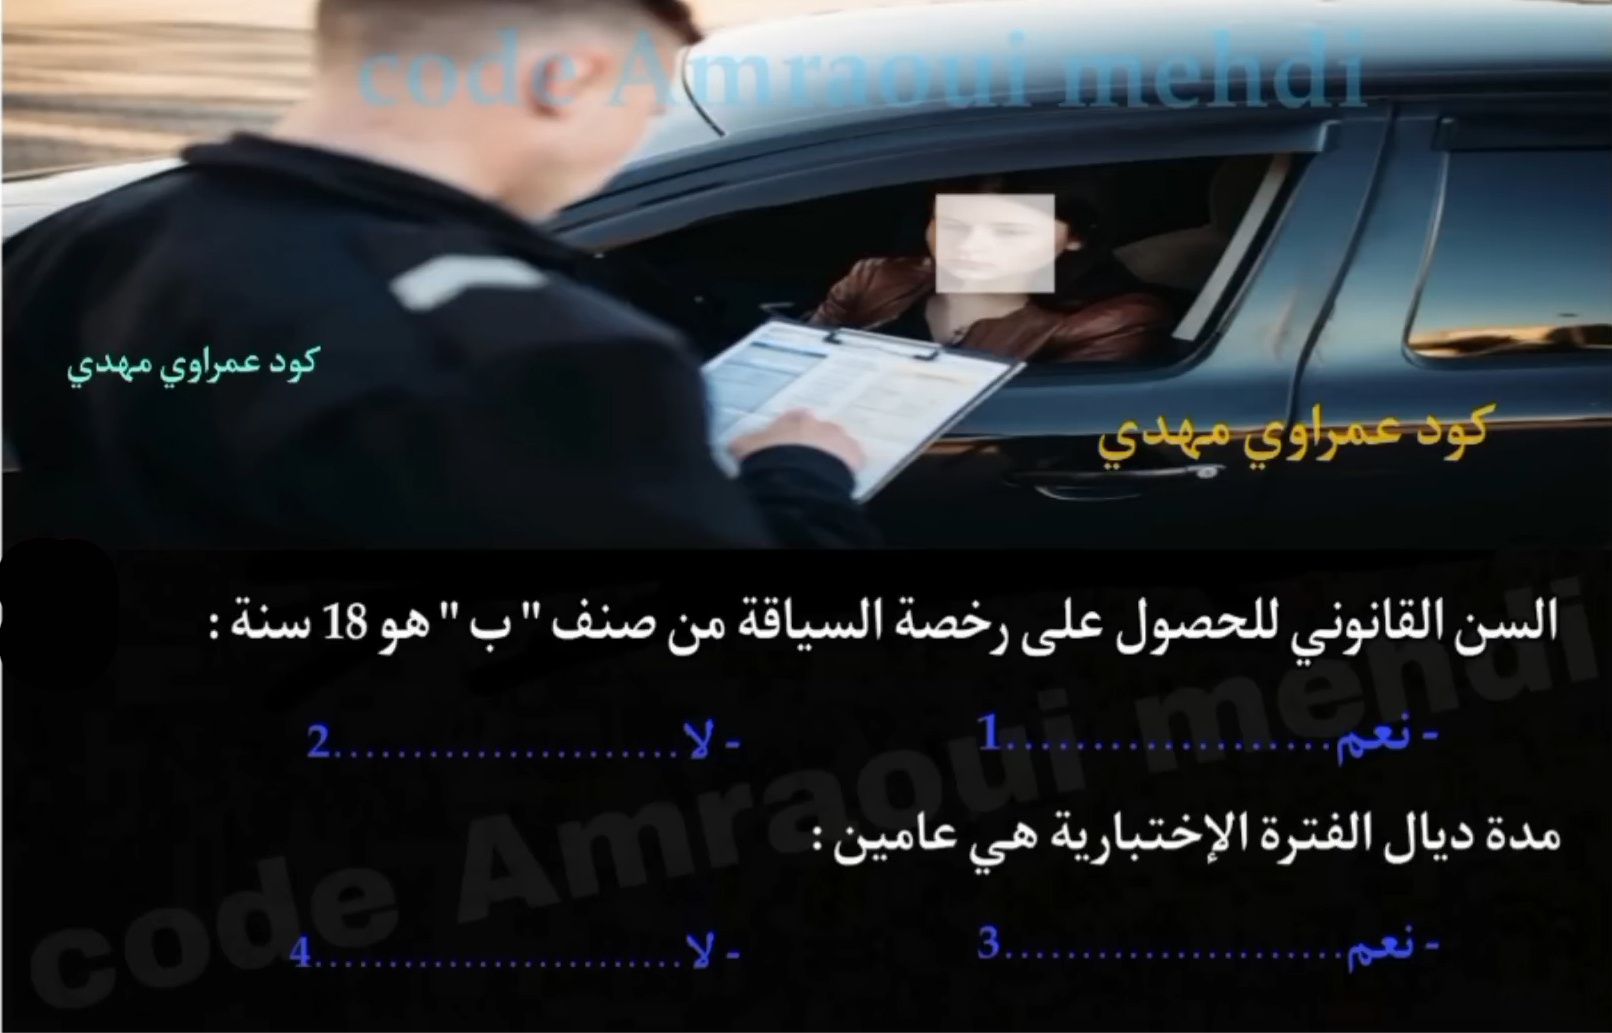 code Amraoui mehdi
كود عمراوي مهدي
كود عمراوي مهدي
السن القانوني للحصول على رخصة السياقة من صنف " ب " هو 18 سنة :
- نعم......................1
- لا........................2
مدة ديال الفترة الإختبارية هي عامين :
- نعم......................3
- لا.........................4
code Amraoui mehdi